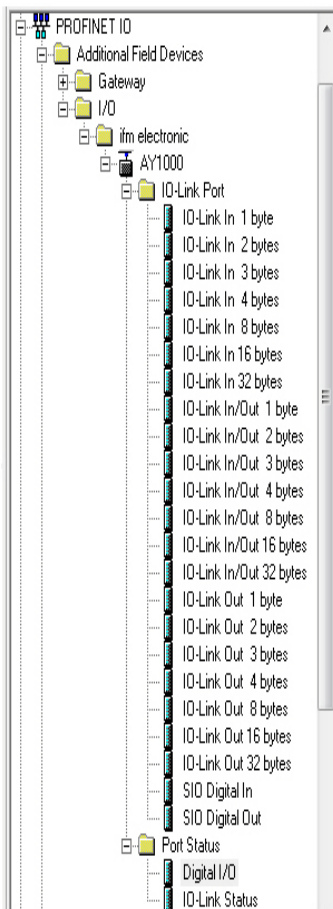 PROFINET IO
Additional Field Devices
Gateway
I/O
ifm electronic
AY1000
IO-Link Port
IO-Link In 1 byte
IO-Link In 2 bytes
IO-Link In 3 bytes
IO-Link In 4 bytes
IO-Link In 8 bytes
IO-Link In 16 bytes
IO-Link In 32 bytes
IO-Link In/Out 1 byte
IO-Link In/Out 2 bytes
IO-Link In/Out 3 bytes
IO-Link In/Out 4 bytes
IO-Link In/Out 8 bytes
IO-Link In/Out 16 bytes
IO-Link In/Out 32 bytes
IO-Link Out 1 byte
IO-Link Out 2 bytes
IO-Link Out 3 bytes
IO-Link Out 4 bytes
IO-Link Out 8 bytes
IO-Link Out 16 bytes
IO-Link Out 32 bytes
SIO Digital In
SIO Digital Out
Port Status
Digital I/O
IO-Link Status